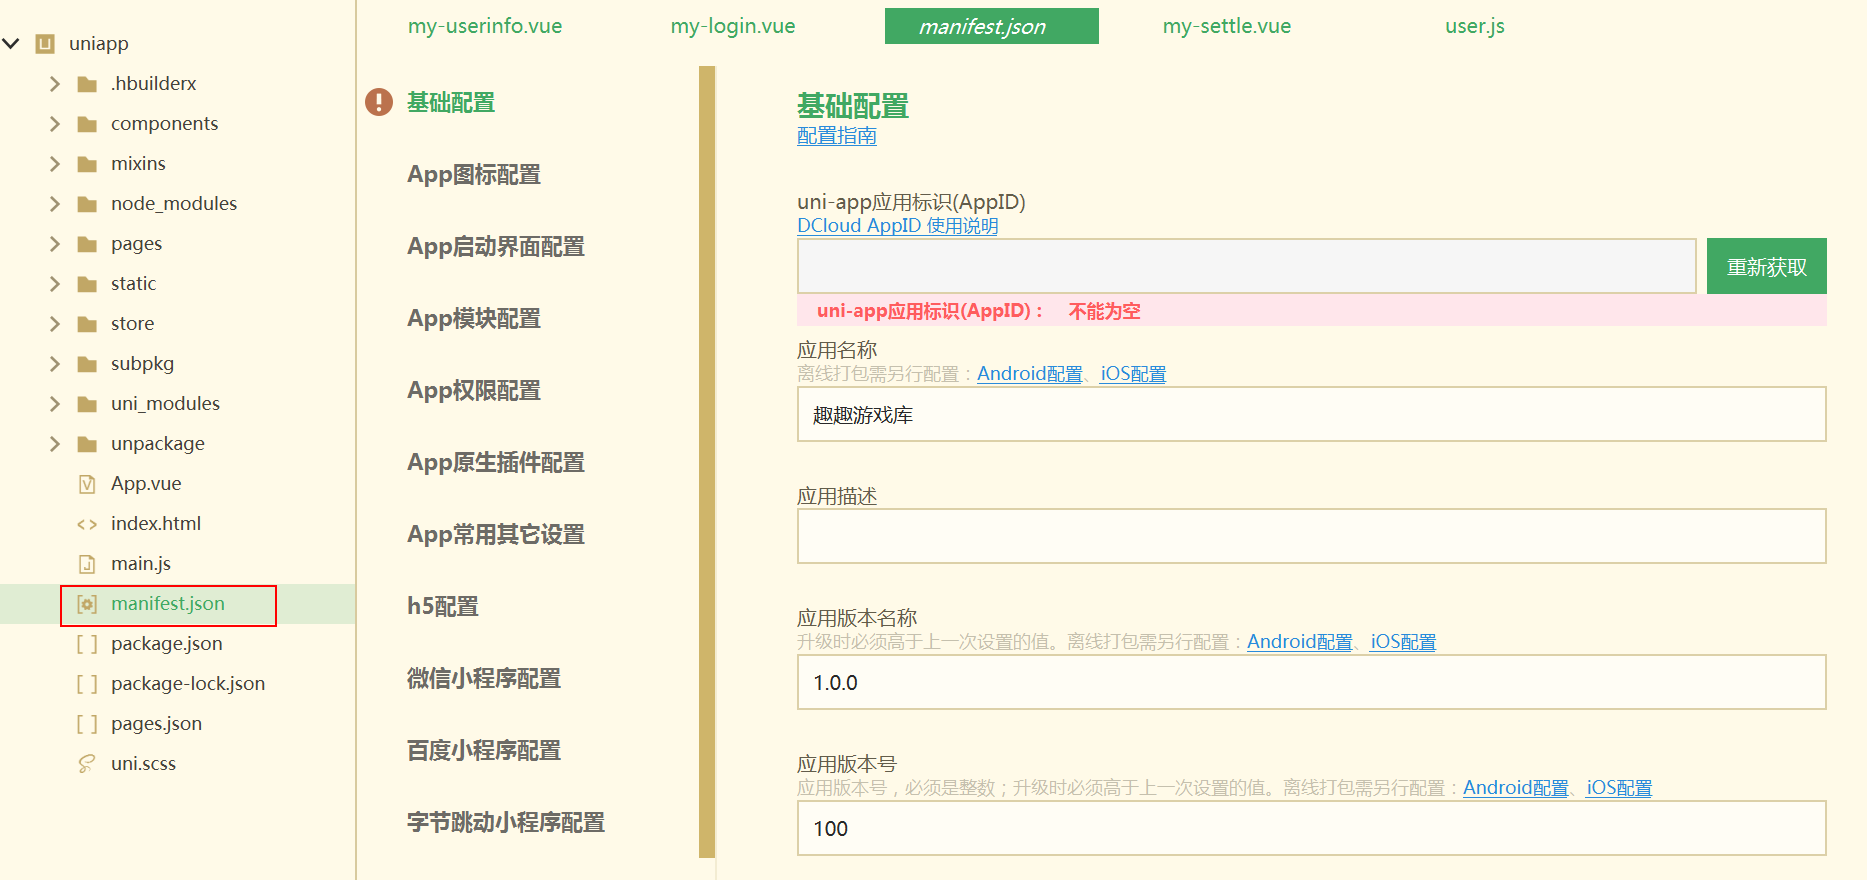 uniapp
.hbuilderx
components
mixins
node_modules
pages
static
store
subpkg
uni_modules
unpackage
App.vue
index.html
main.js
manifest.json
package.json
package-lock.json
pages.json
uni.scss
my-userinfo.vue
my-login.vue
manifest.json
my-settle.vue
user.js
基础配置
App图标配置
App启动界面配置
App模块配置
App权限配置
App原生插件配置
App常用其它设置
h5配置
微信小程序配置
百度小程序配置
字节跳动小程序配置
基础配置
配置指南
uni-app应用标识(AppID)
DCloud AppID 使用说明
重新获取
uni-app应用标识(AppID)： 不能为空
应用名称
离线打包需另行配置：Android配置、iOS配置
趣趣游戏库
应用描述
应用版本名称
升级时必须高于上一次设置的值。离线打包需另行配置：Android配置、iOS配置
1.0.0
应用版本号
应用版本号，必须是整数；升级时必须高于上一次设置的值。离线打包需另行配置：Android配置、iOS配置
100